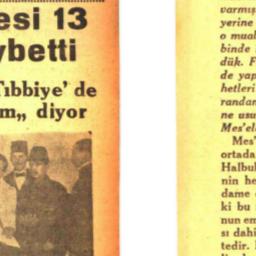 esi 13
ybetti
Tıbbiye' de
m„ diyor
varmış
yerine
o mual
binde
dük. F
de yap
hetleri
randan
ne usu
Mes'el
Mes'
ortada
Halbul
nin he
dame
ki bu
nun em
sı dahi
tedir.